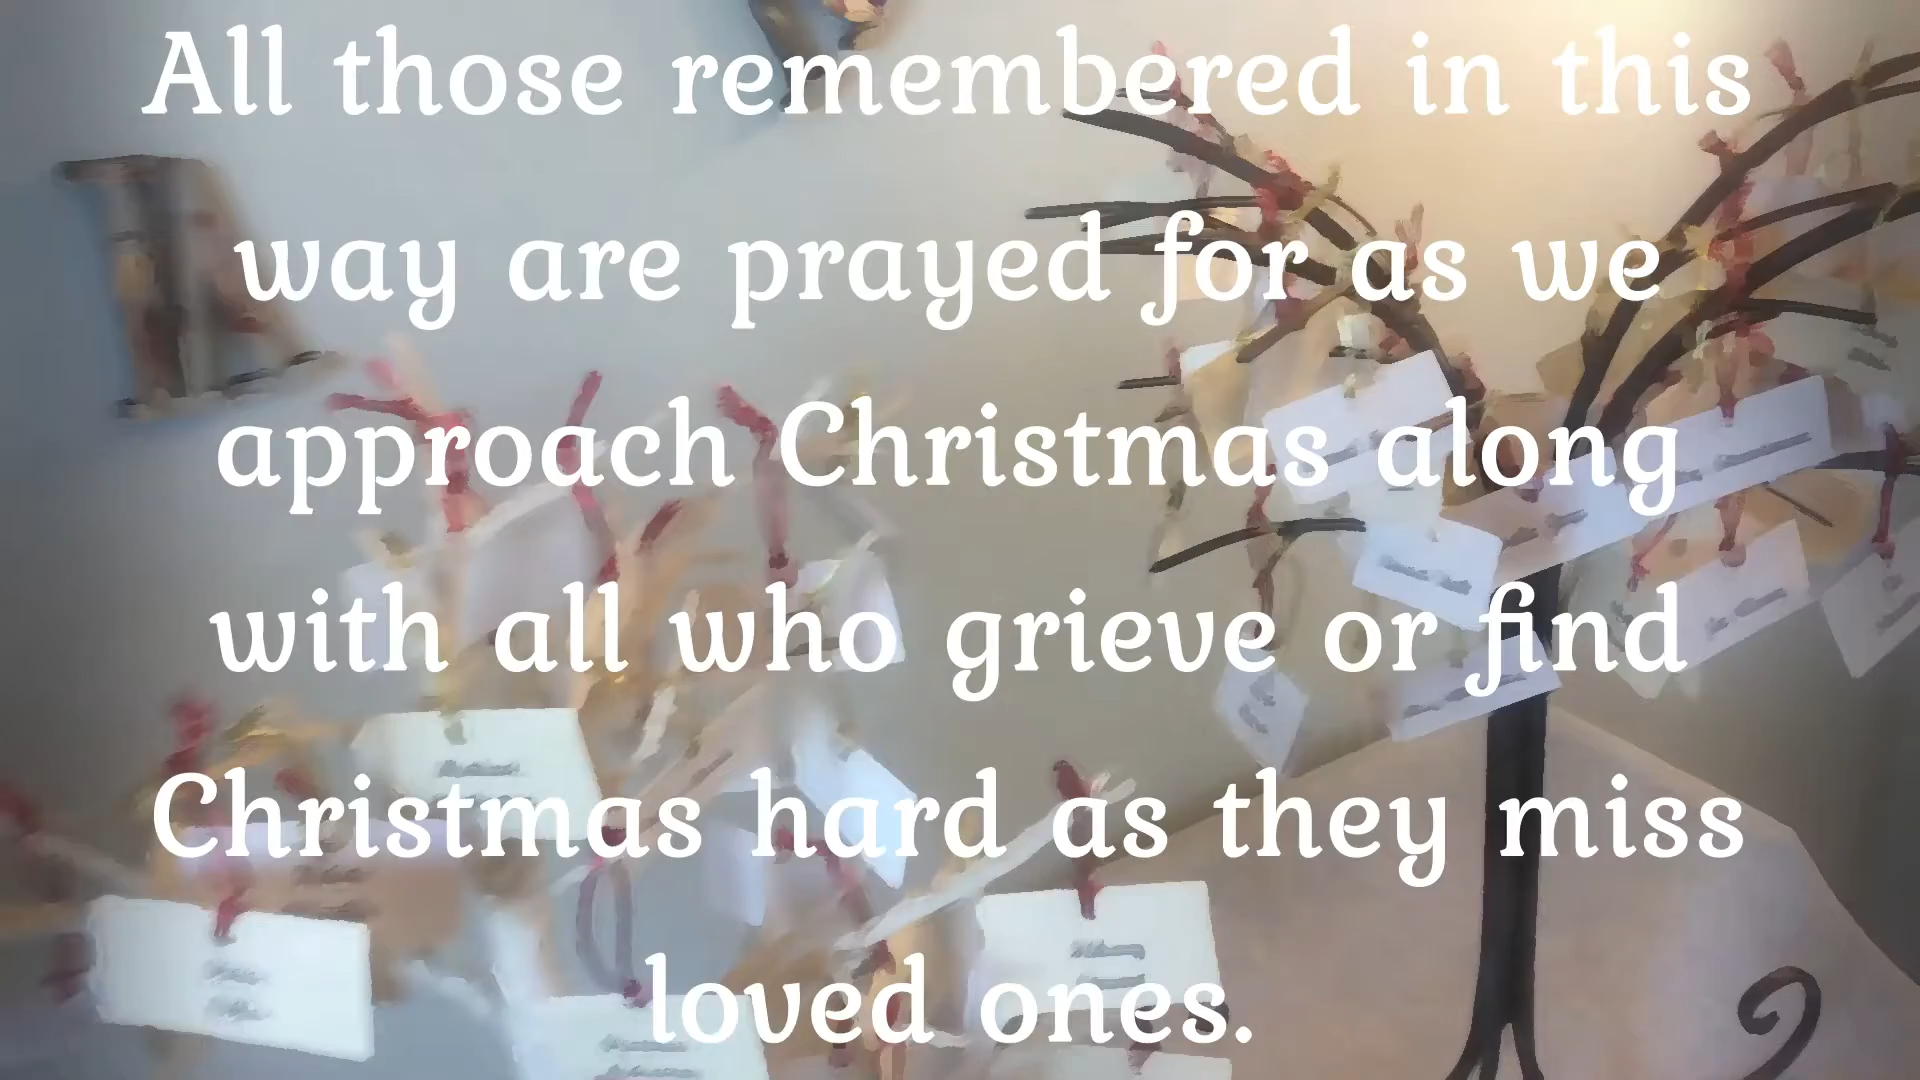 All those remembered in this
way are prayed for as we
approach Christmas along
with all who grieve or find
Christmas hard as they miss
loved ones.